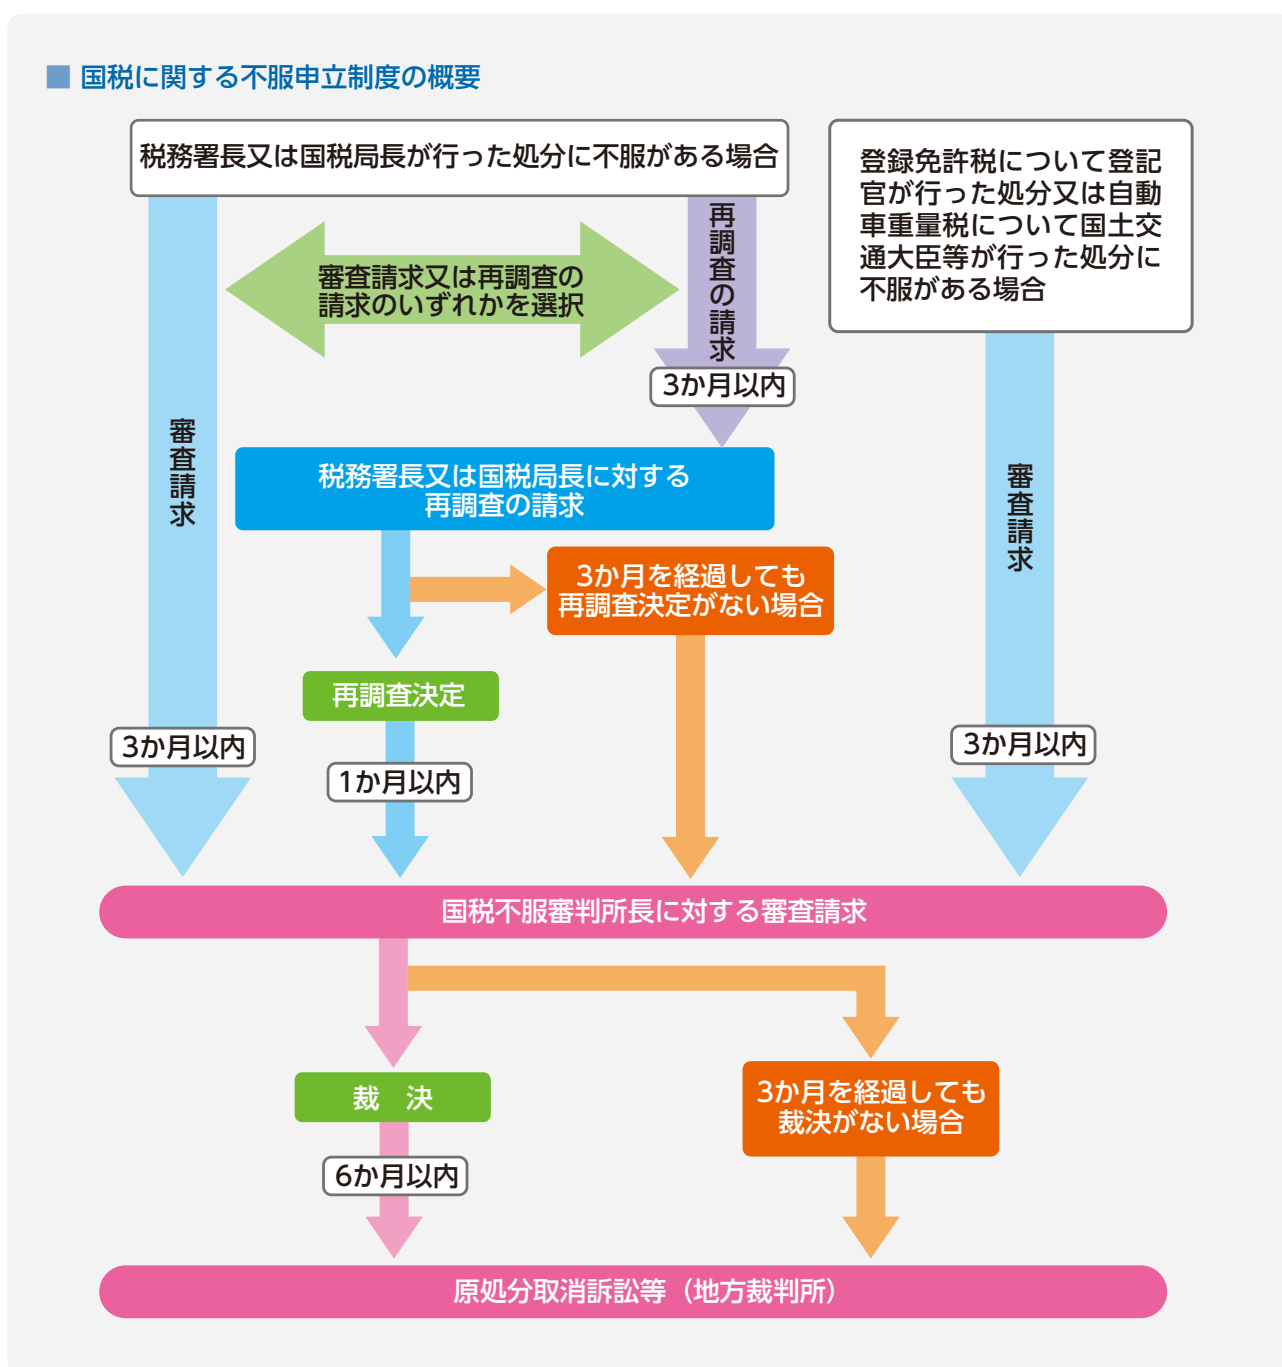 ■ 国税に関する不服申立制度の概要
税務署長又は国税局長が行った処分に不服がある場合
登録免許税について登記
官が行った処分又は自動
車重量税について国土交
通大臣等が行った処分に
不服がある場合
審査請求又は再調査の
請求のいずれかを選択
再調査の請求
3か月以内
審査請求
税務署長又は国税局長に対する
再調査の請求
審査請求
3か月を経過しても
再調査決定がない場合
再調査決定
3か月以内
1か月以内
3か月以内
国税不服審判所長に対する審査請求
裁　決
3か月を経過しても
裁決がない場合
6か月以内
原処分取消訴訟等（地方裁判所）